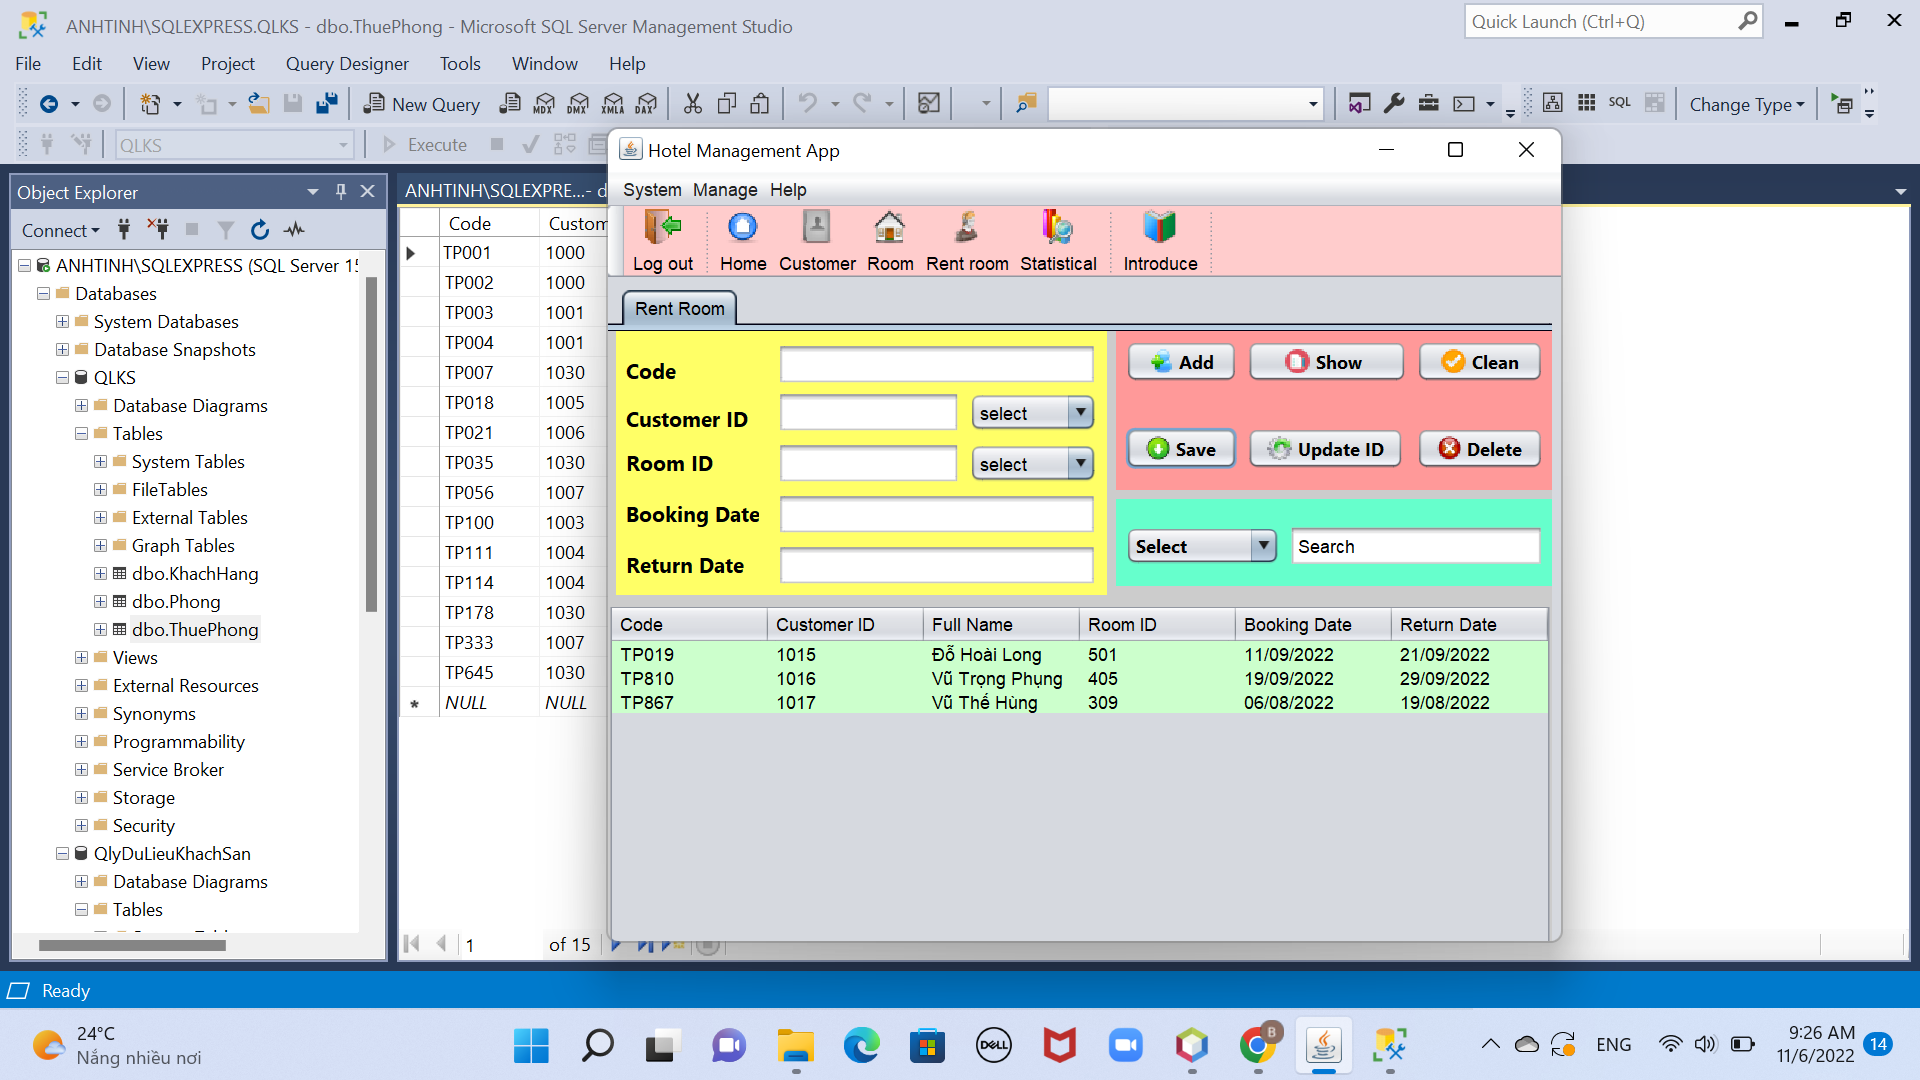 ANHTINH\SQLEXPRESS.QLKS - dbo.ThuePhong - Microsoft SQL Server Management Studio
Quick Launch (Ctrl+Q)
File Edit View Project Query Designer Tools Window Help
New Query MDX DMX XMLA DAX SQL Change Type
QLKS Execute
Object Explorer
Connect
ANHTINH\SQLEXPRESS (SQL Server 15
Databases
System Databases
Database Snapshots
QLKS
Database Diagrams
Tables
System Tables
FileTables
External Tables
Graph Tables
dbo.KhachHang
dbo.Phong
dbo.ThuePhong
Views
External Resources
Synonyms
Programmability
Service Broker
Storage
Security
QlyDuLieuKhachSan
Database Diagrams
Tables
ANHTINH\SQLEXPRE...- d
Code Custom
TP001 1000
TP002 1000
TP003 1001
TP004 1001
TP007 1030
TP018 1005
TP021 1006
TP035 1030
TP056 1007
TP100 1003
TP111 1004
TP114 1004
TP178 1030
TP333 1007
TP645 1030
* NULL NULL
1 of 15
Hotel Management App
System Manage Help
Log out Home Customer Room Rent room Statistical Introduce
Rent Room
Code
Customer ID select
Room ID select
Booking Date
Return Date
Add Show Clean
Save Update ID Delete
Select Search
Code Customer ID Full Name Room ID Booking Date Return Date
TP019 1015 Đỗ Hoài Long 501 11/09/2022 21/09/2022
TP810 1016 Vũ Trọng Phụng 405 19/09/2022 29/09/2022
TP867 1017 Vũ Thế Hùng 309 06/08/2022 19/08/2022
Ready
24°C
Nắng nhiều nơi
DELL
B
ENG
9:26 AM
11/6/2022
14